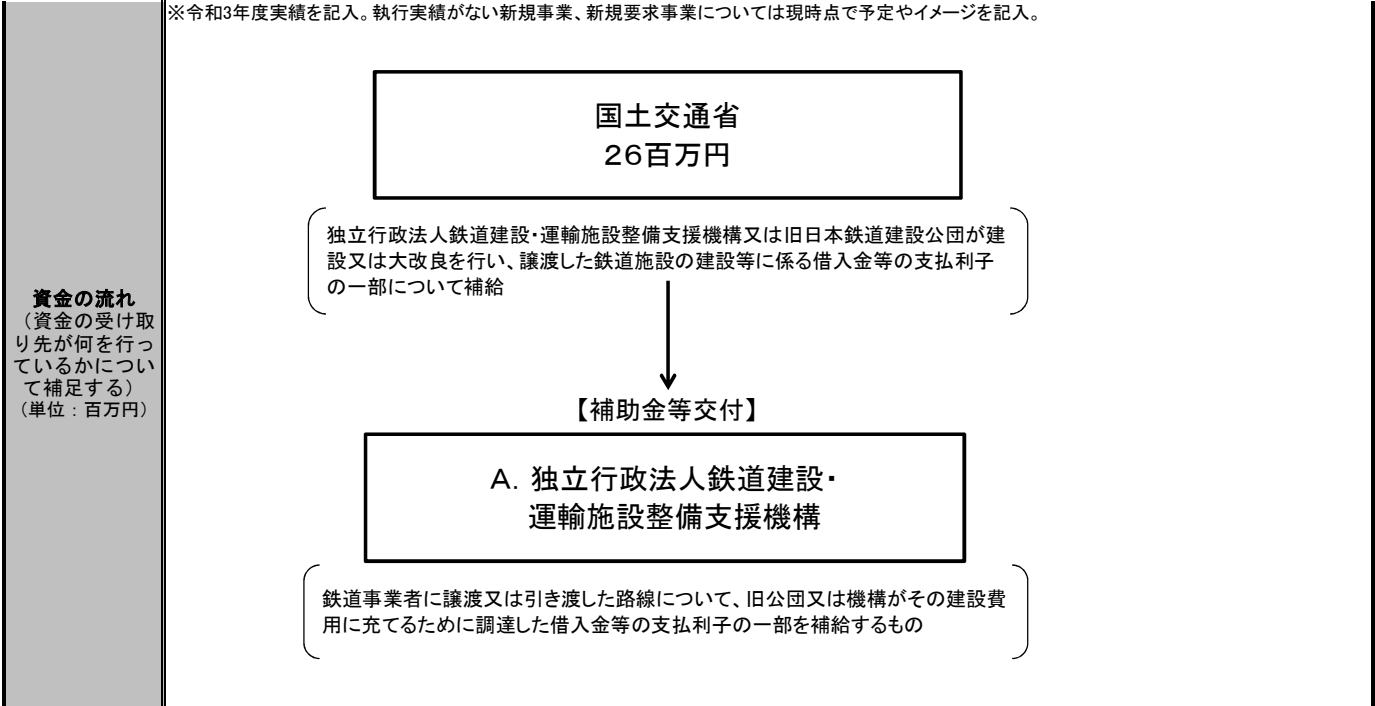 ※令和3年度実績を記入。執行実績がない新規事業、新規要求事業については現時点で予定やイメージを記入。
国土交通省
２６百万円
独立行政法人鉄道建設・運輸施設整備支援機構又は旧日本鉄道建設公団が建
設又は大改良を行い、譲渡した鉄道施設の建設等に係る借入金等の支払利子
の一部について補給
資金の流れ
（資金の受け取
り先が何を行っ
ているかについ
て補足する）
（単位：百万円）
【補助金等交付】
Ａ．独立行政法人鉄道建設・
運輸施設整備支援機構
鉄道事業者に譲渡又は引き渡した路線について、旧公団又は機構がその建設費
用に充てるために調達した借入金等の支払利子の一部を補給するもの